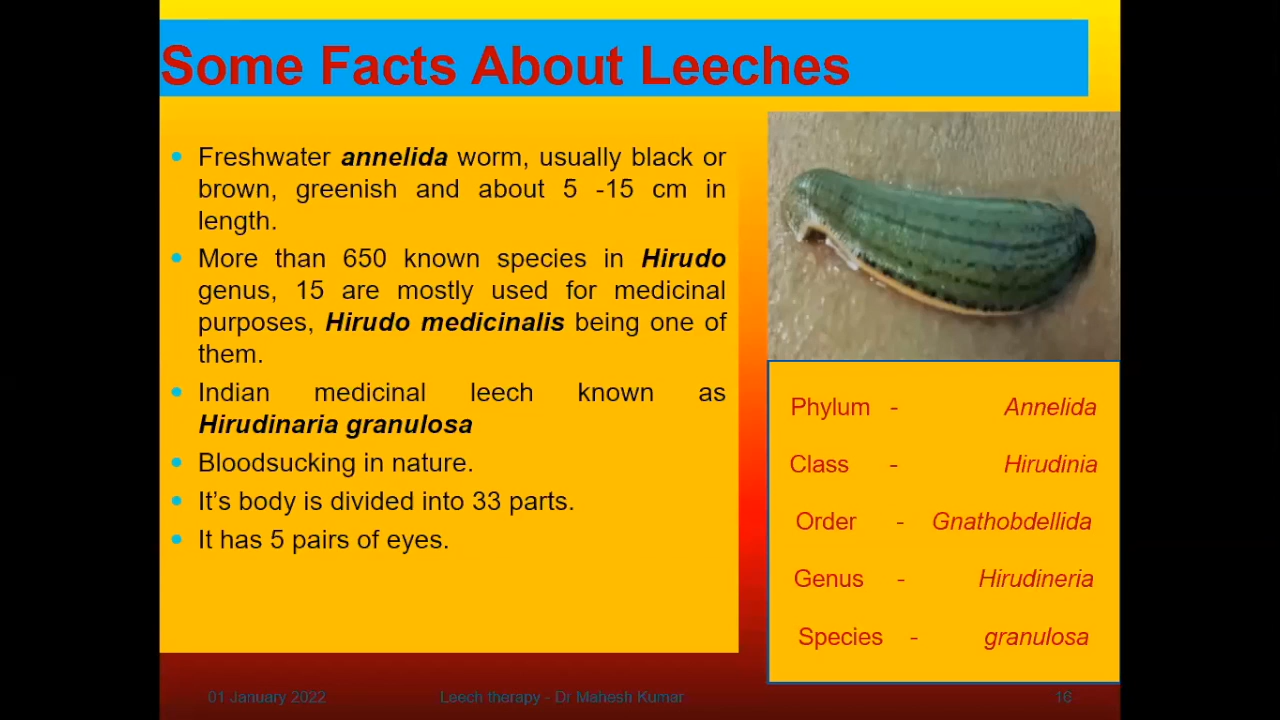 Some Facts About Leeches
• Freshwater annelida worm, usually black or
brown, greenish and about 5 -15 cm in
length.
• More than 650 known species in Hirudo
genus, 15 are mostly used for medicinal
purposes, Hirudo medicinalis being one of
them.
• Indian medicinal leech known as
Hirudinaria granulosa
• Bloodsucking in nature.
• It’s body is divided into 33 parts.
• It has 5 pairs of eyes.
Phylum - Annelida
Class - Hirudinia
Order - Gnathobdellida
Genus - Hirudineria
Species - granulosa
01 January 2022 Leech therapy - Dr Mahesh Kumar 16